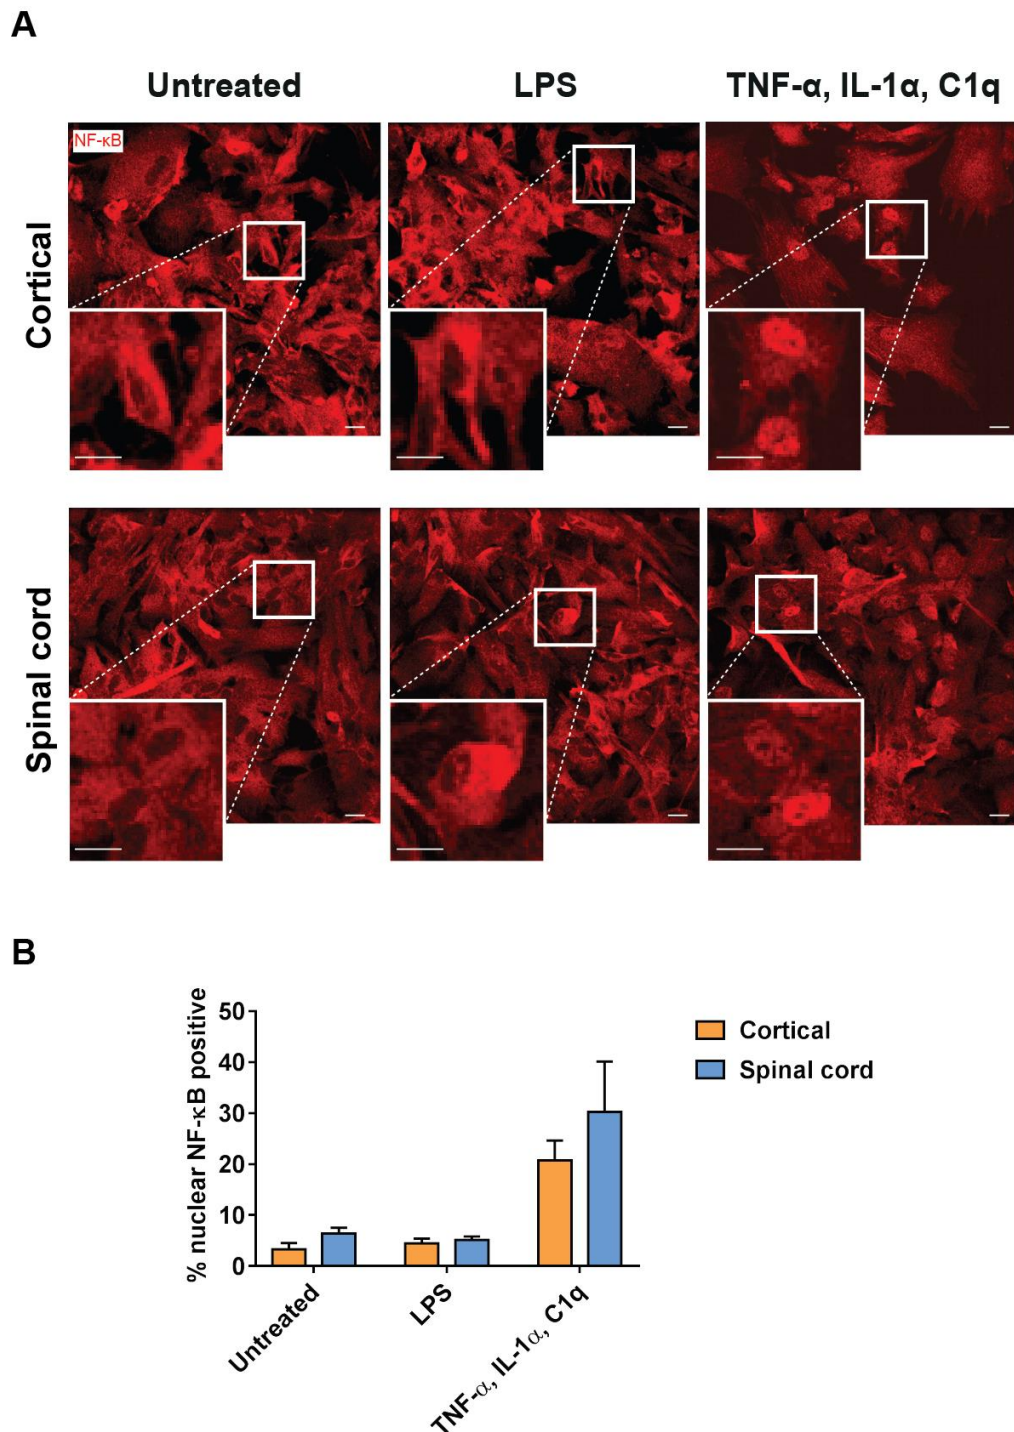 A
Untreated
LPS
TNF-α, IL-1α, C1q
NF-κB
Cortical
Spinal cord
B
% nuclear NF-κB positive
50
40
30
20
10
0
Untreated
LPS
TNF-α, IL-1α, C1q
Cortical
Spinal cord